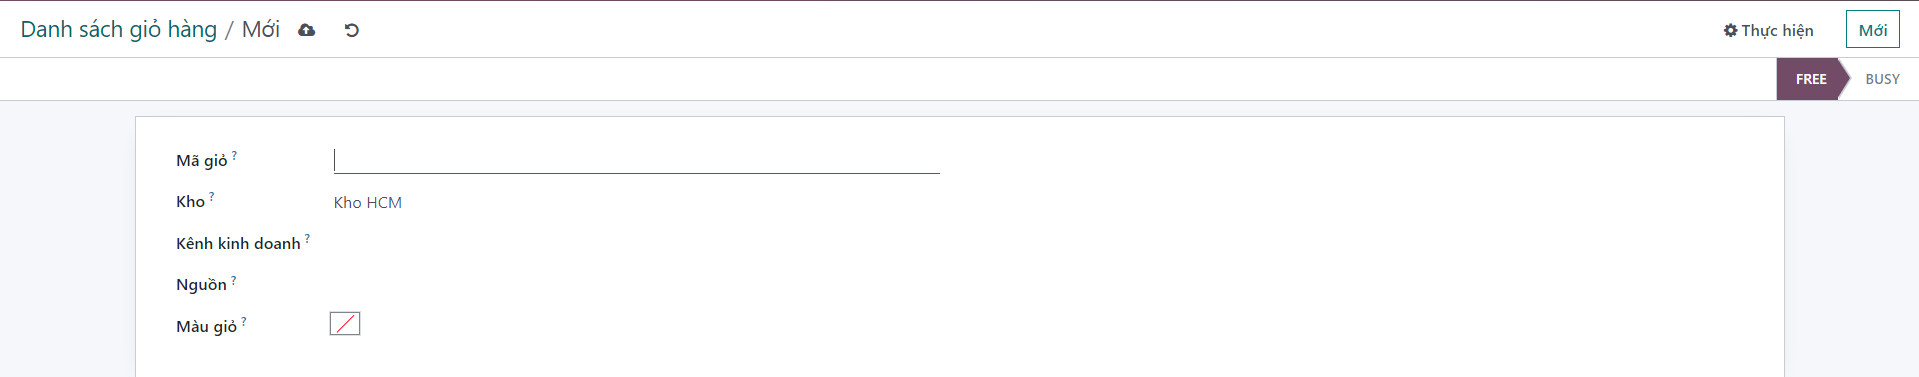 Danh sách giỏ hàng / Mới
Thực hiện
Mới
FREE
BUSY
Mã giỏ ?
Kho ?
Kho HCM
Kênh kinh doanh ?
Nguồn ?
Màu giỏ ?